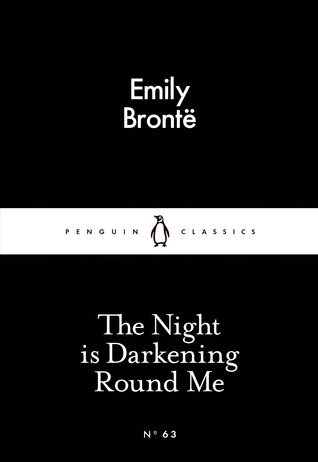 Emily
Brontë
PENGUIN CLASSICS
The Night
is Darkening
Round Me
Nº 63